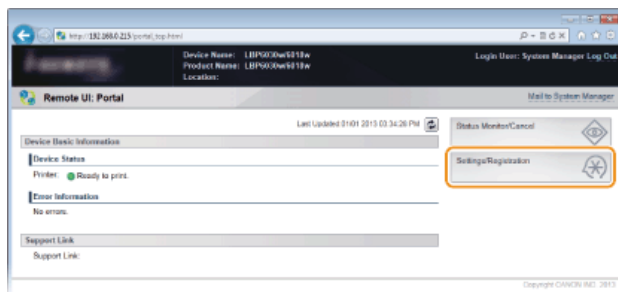 http://192.168.0.215/portal_top.html
Device Name: LBP6030w/6018w
Product Name: LBP6030w/6018w
Location:
Login User: System Manager Log Out
Remote UI: Portal
Mail to System Manager
Last Updated 01/01 2013 03:34:26 PM
Device Basic Information
Device Status
Printer: Ready to print.
Error Information
No errors.
Support Link
Support Link:
Status Monitor/Cancel
Settings/Registration
Copyright CANON INC. 2013